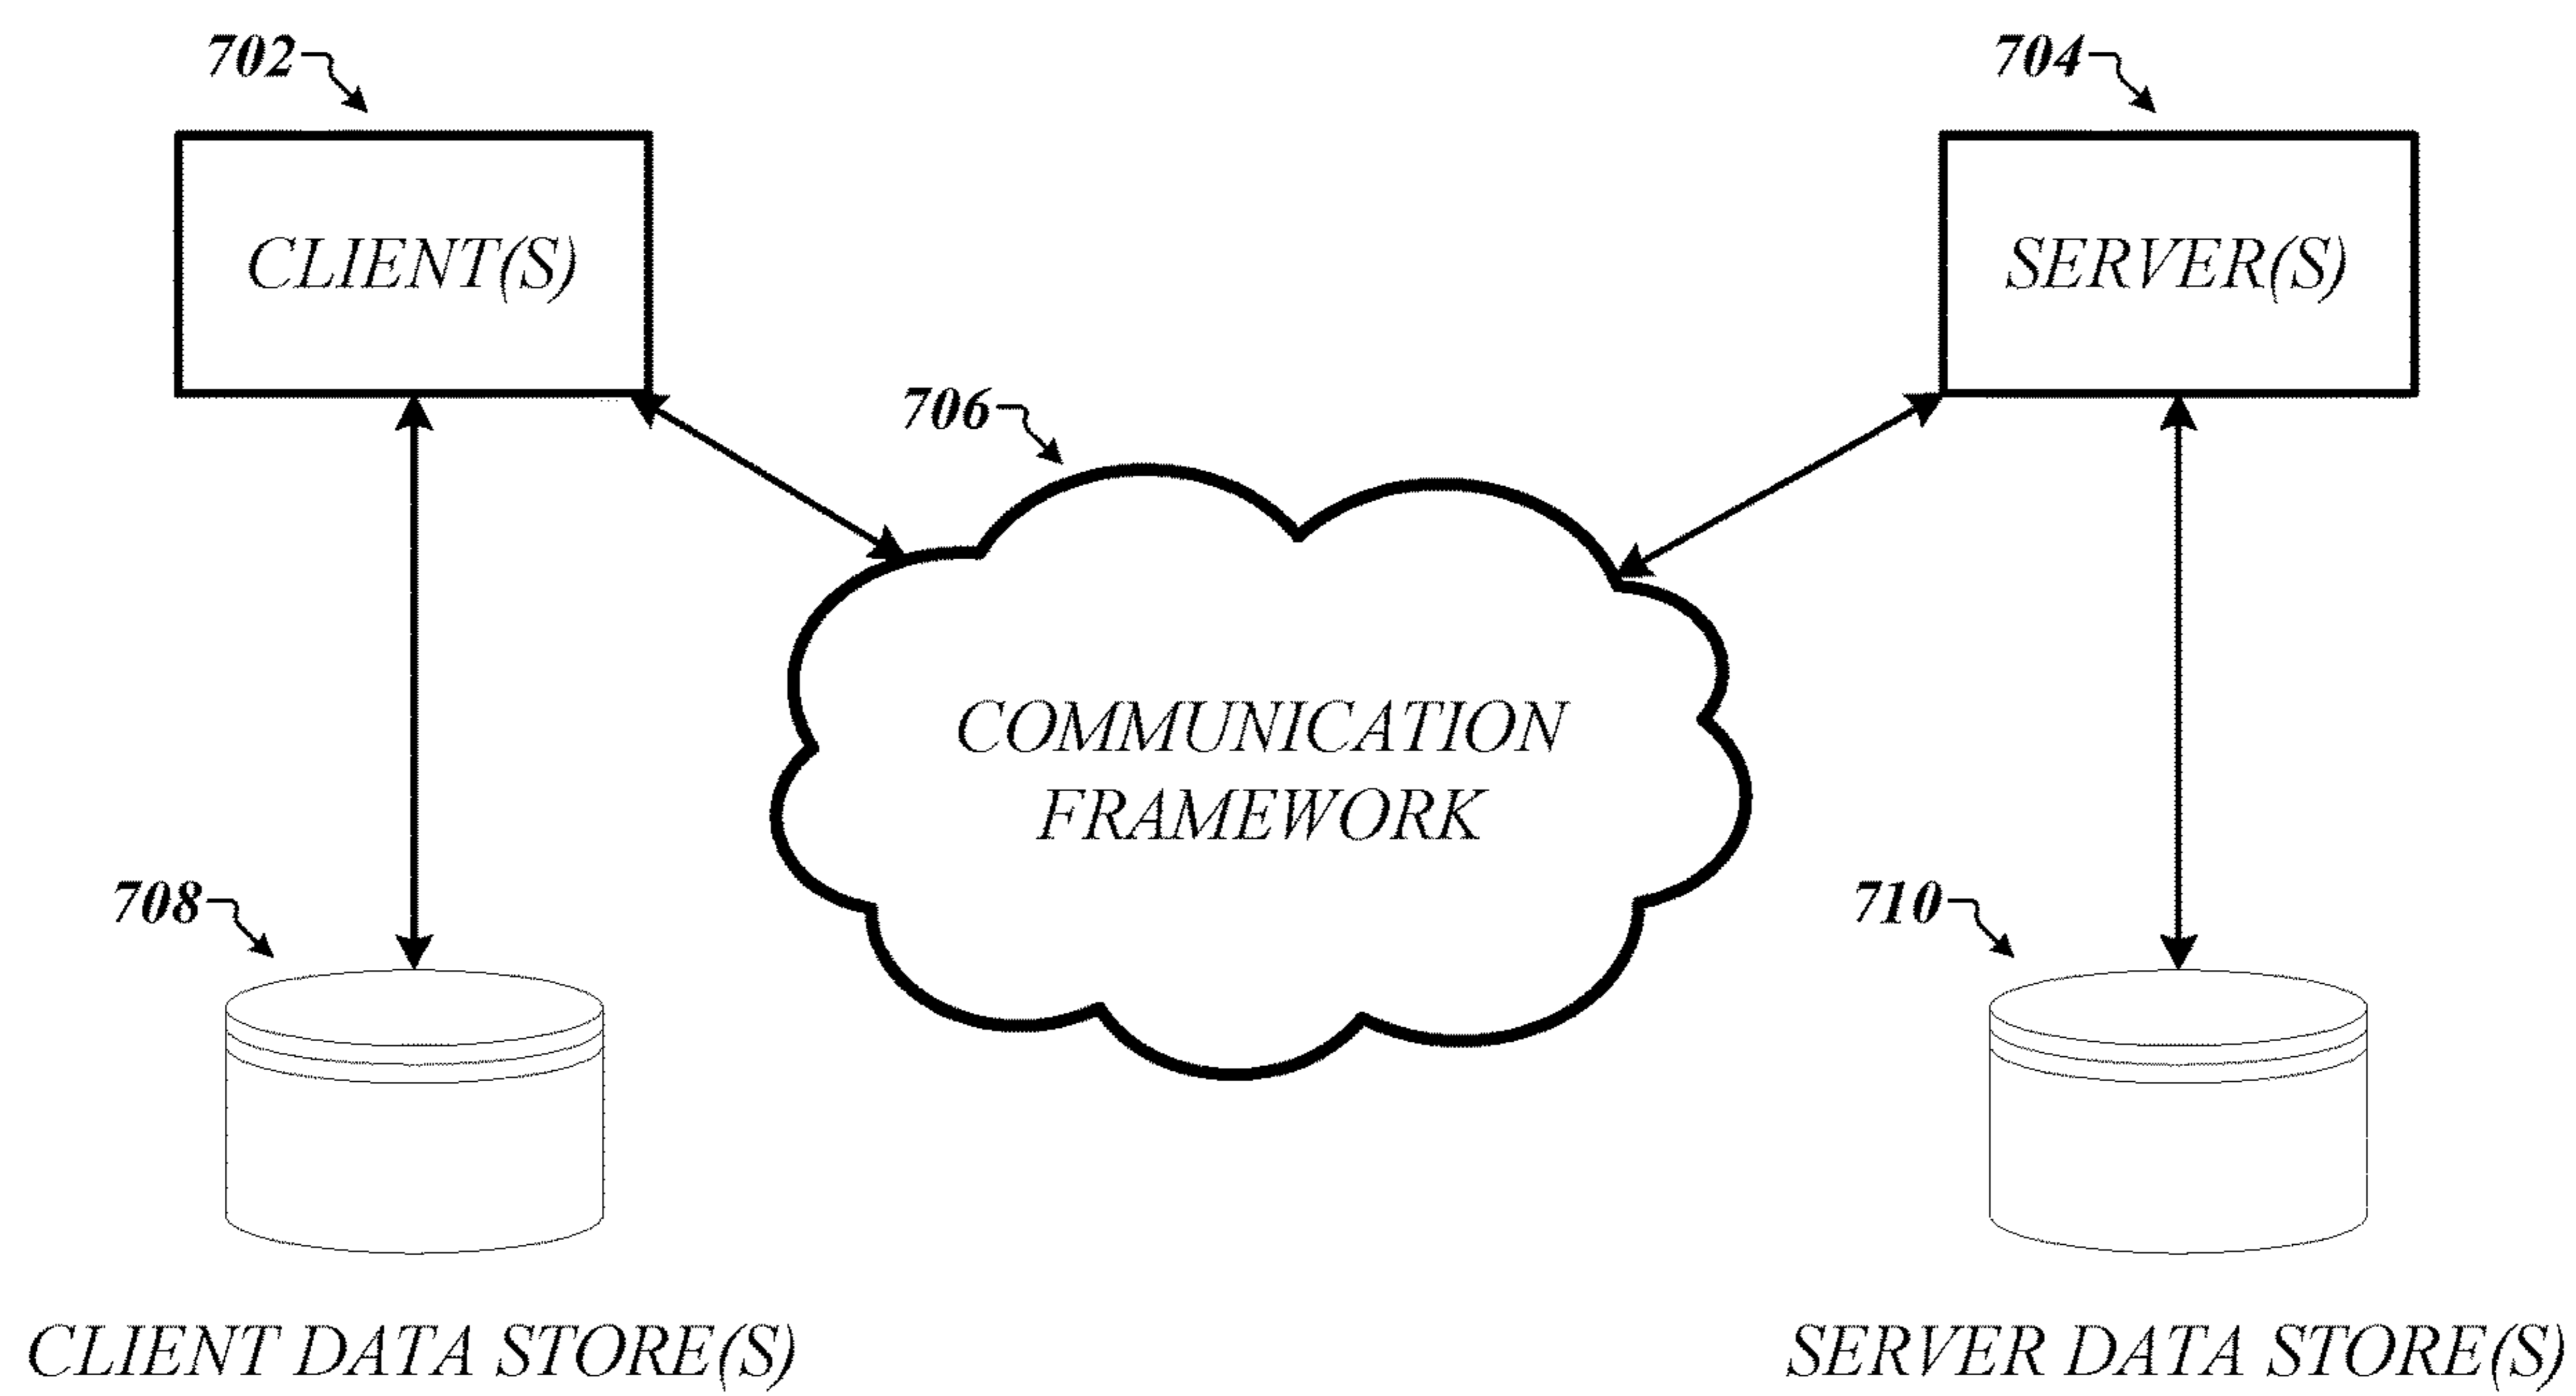 702
704
CLIENT(S)
SERVER(S)
706
COMMUNICATION
FRAMEWORK
708
710
CLIENT DATA STORE(S)
SERVER DATA STORE(S)